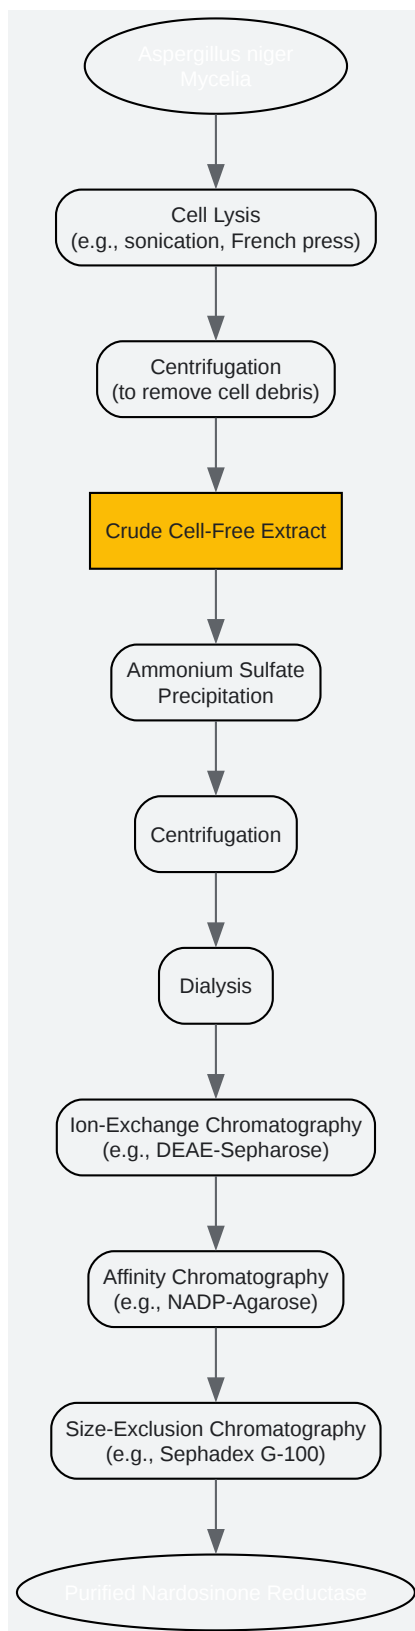 Aspergillus niger
Mycelia
Cell Lysis
(e.g., sonication, French press)
Centrifugation
(to remove cell debris)
Crude Cell-Free Extract
Ammonium Sulfate
Precipitation
Centrifugation
Dialysis
Ion-Exchange Chromatography
(e.g., DEAE-Sepharose)
Affinity Chromatography
(e.g., NADP-Agarose)
Size-Exclusion Chromatography
(e.g., Sephadex G-100)
Purified Nardosinone Reductase